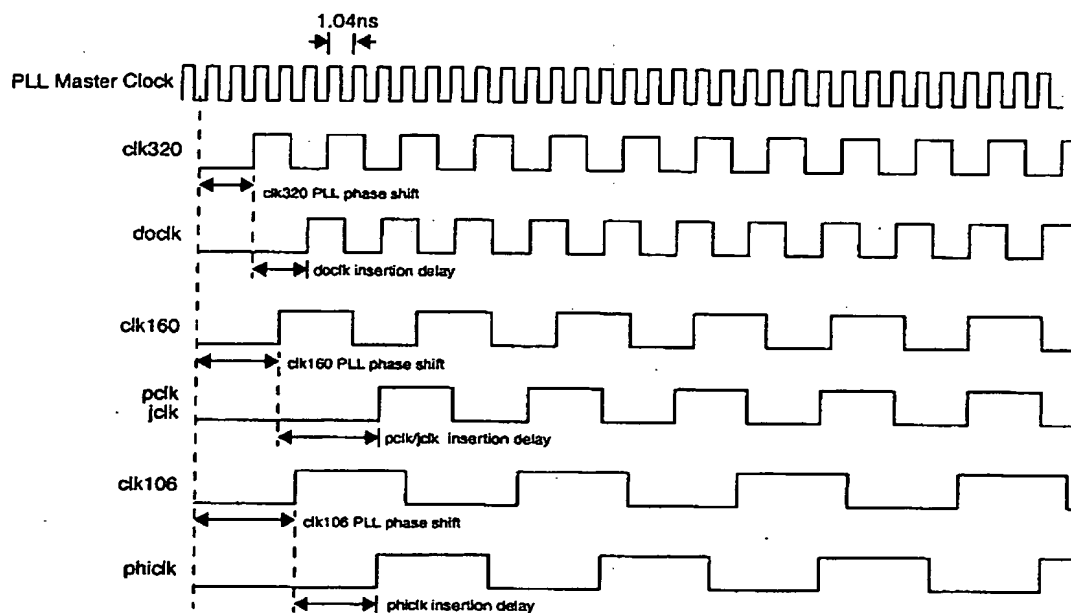 1.04ns
PLL Master Clock
clk320
clk320 PLL phase shift
doclk
doclk insertion delay
clk160
clk160 PLL phase shift
pclk
jclk
pclk/jclk insertion delay
clk106
clk106 PLL phase shift
phiclk
phiclk insertion delay